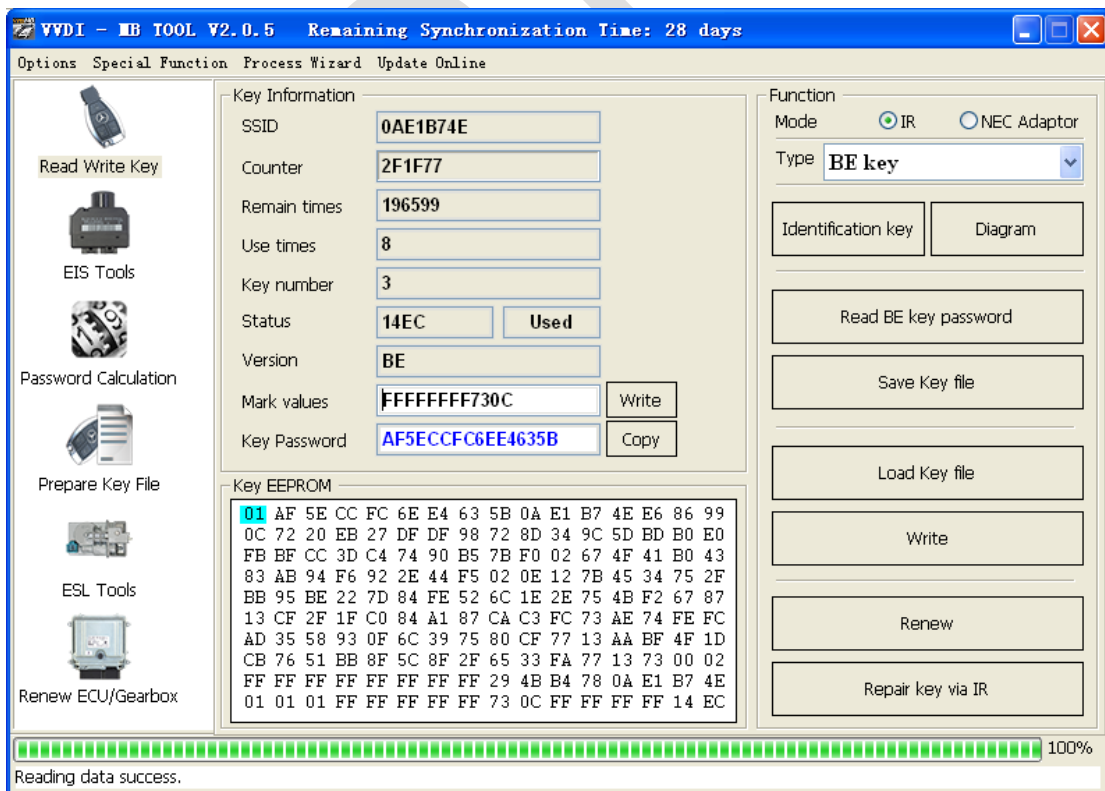 VVDI - MB TOOL V2.0.5 Remaining Synchronization Time: 28 days
Options Special Function Process Wizard Update Online
Read Write Key
EIS Tools
Password Calculation
Prepare Key File
ESL Tools
Renew ECU/Gearbox
Key Information
SSID 0AE1B74E
Counter 2F1F77
Remain times 196599
Use times 8
Key number 3
Status 14EC Used
Version BE
Mark values FFFFFFFF730C Write
Key Password AF5ECCFC6EE4635B Copy
Key EEPROM
01 AF 5E CC FC 6E E4 63 5B 0A E1 B7 4E E6 86 99
0C 72 20 EB 27 DF DF 98 72 8D 34 9C 5D BD B0 E0
FB BF CC 3D C4 74 90 B5 7B F0 02 67 4F 41 B0 43
83 AB 94 F6 92 2E 44 F5 02 0E 12 7B 45 34 75 2F
BB 95 BE 22 7D 84 FE 52 6C 1E 2E 75 4B F2 67 87
13 CF 2F 1F C0 84 A1 87 CA C3 FC 73 AE 74 FE FC
AD 35 58 93 0F 6C 39 75 80 CF 77 13 AA BF 4F 1D
CB 76 51 BB 8F 5C 8F 2F 65 33 FA 77 13 73 00 02
FF FF FF FF FF FF FF FF 29 4B B4 78 0A E1 B7 4E
01 01 01 FF FF FF FF FF 73 0C FF FF FF FF 14 EC
Function
Mode IR NEC Adaptor
Type BE key
Identification key Diagram
Read BE key password
Save Key file
Load Key file
Write
Renew
Repair key via IR
100%
Reading data success.